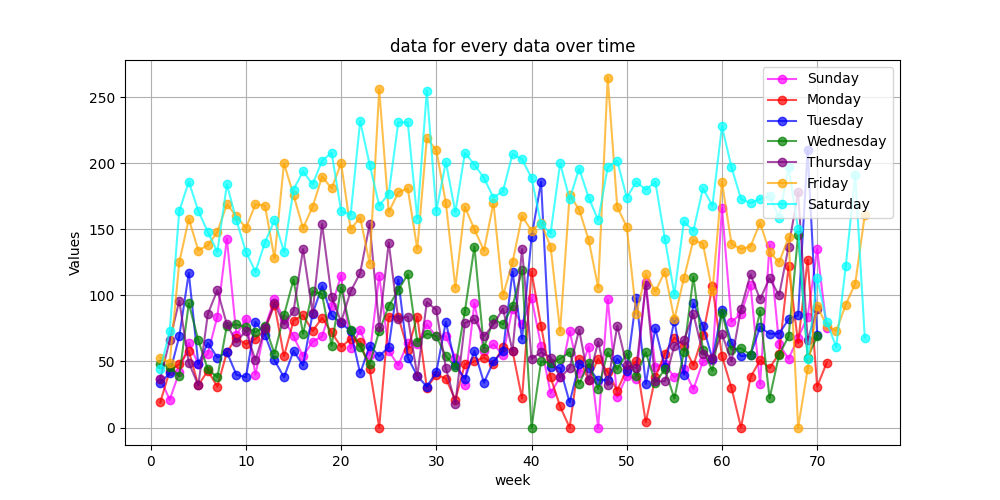 data for every data over time
Values
250
200
150
100
50
0
0 10 20 30 40 50 60 70
week
Sunday
Monday
Tuesday
Wednesday
Thursday
Friday
Saturday